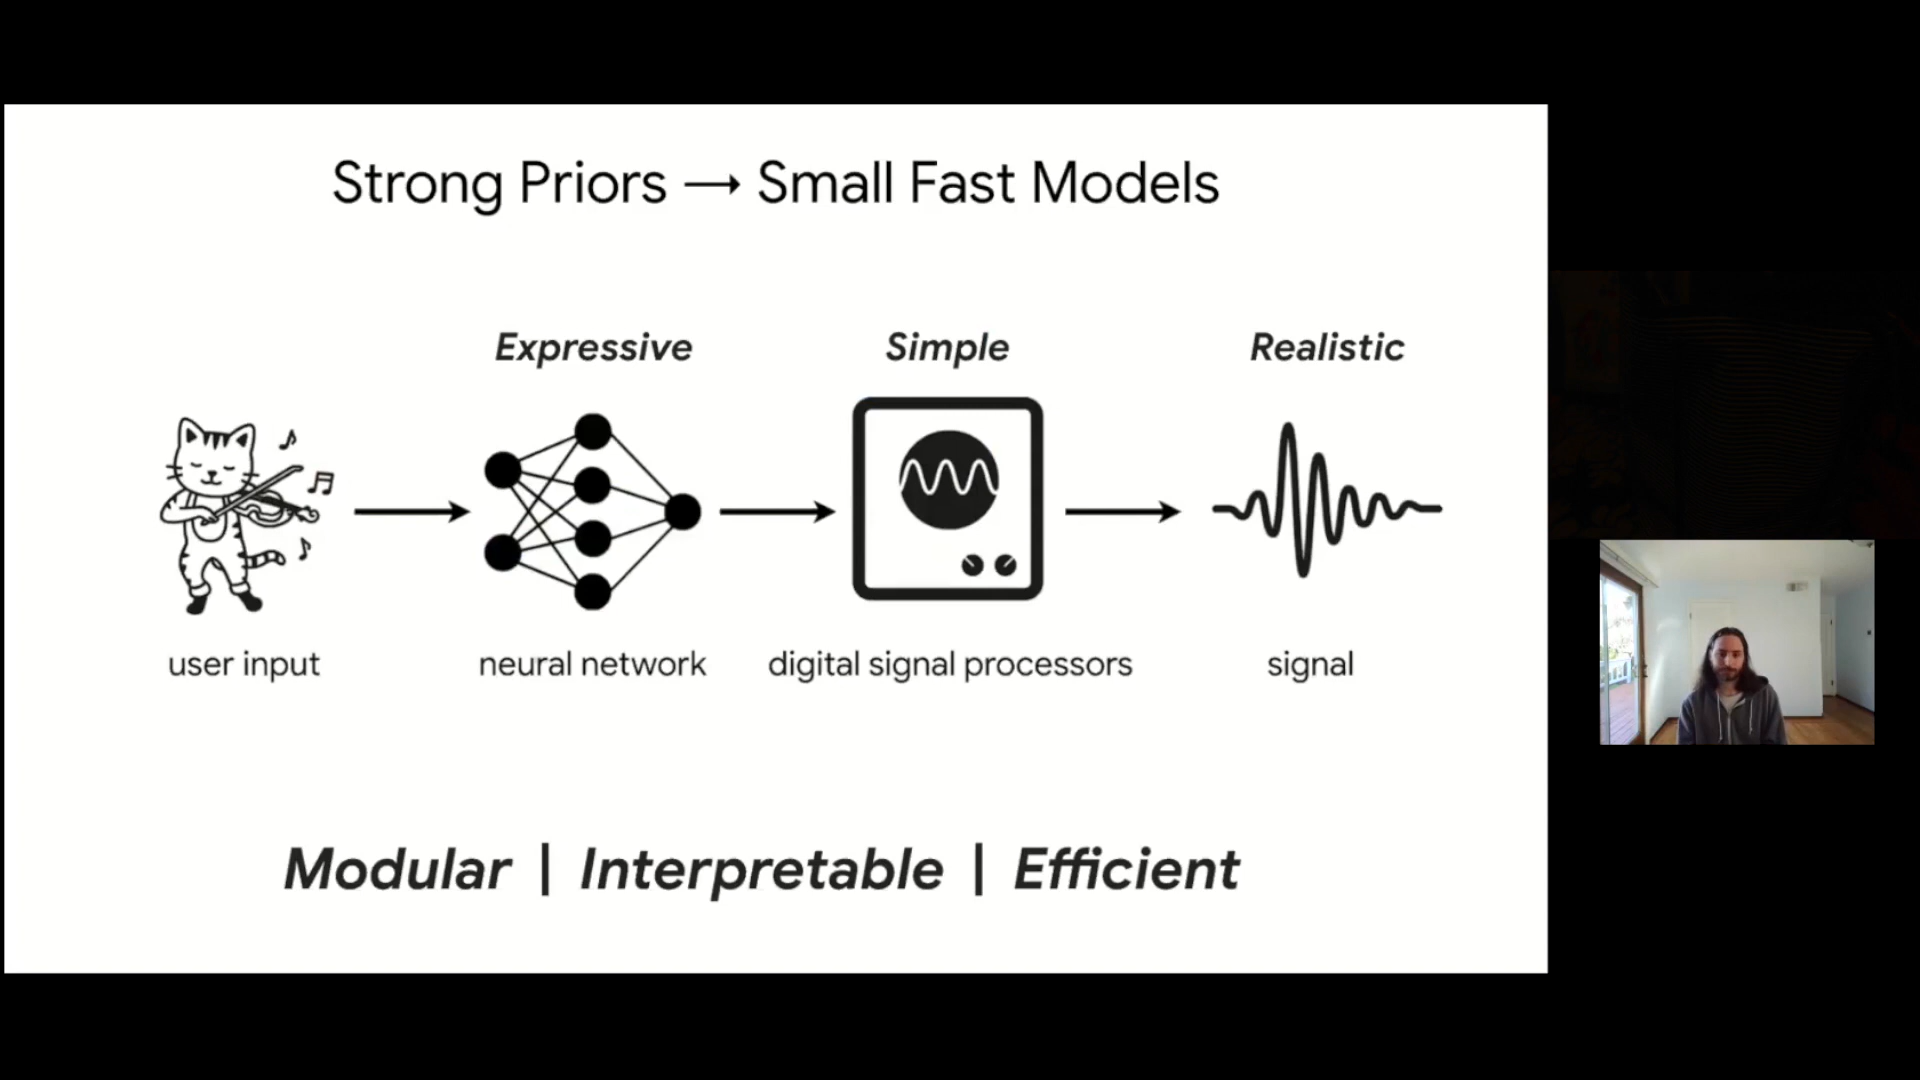 Strong Priors → Small Fast Models
Expressive
Simple
Realistic
user input
neural network
digital signal processors
signal
Modular | Interpretable | Efficient